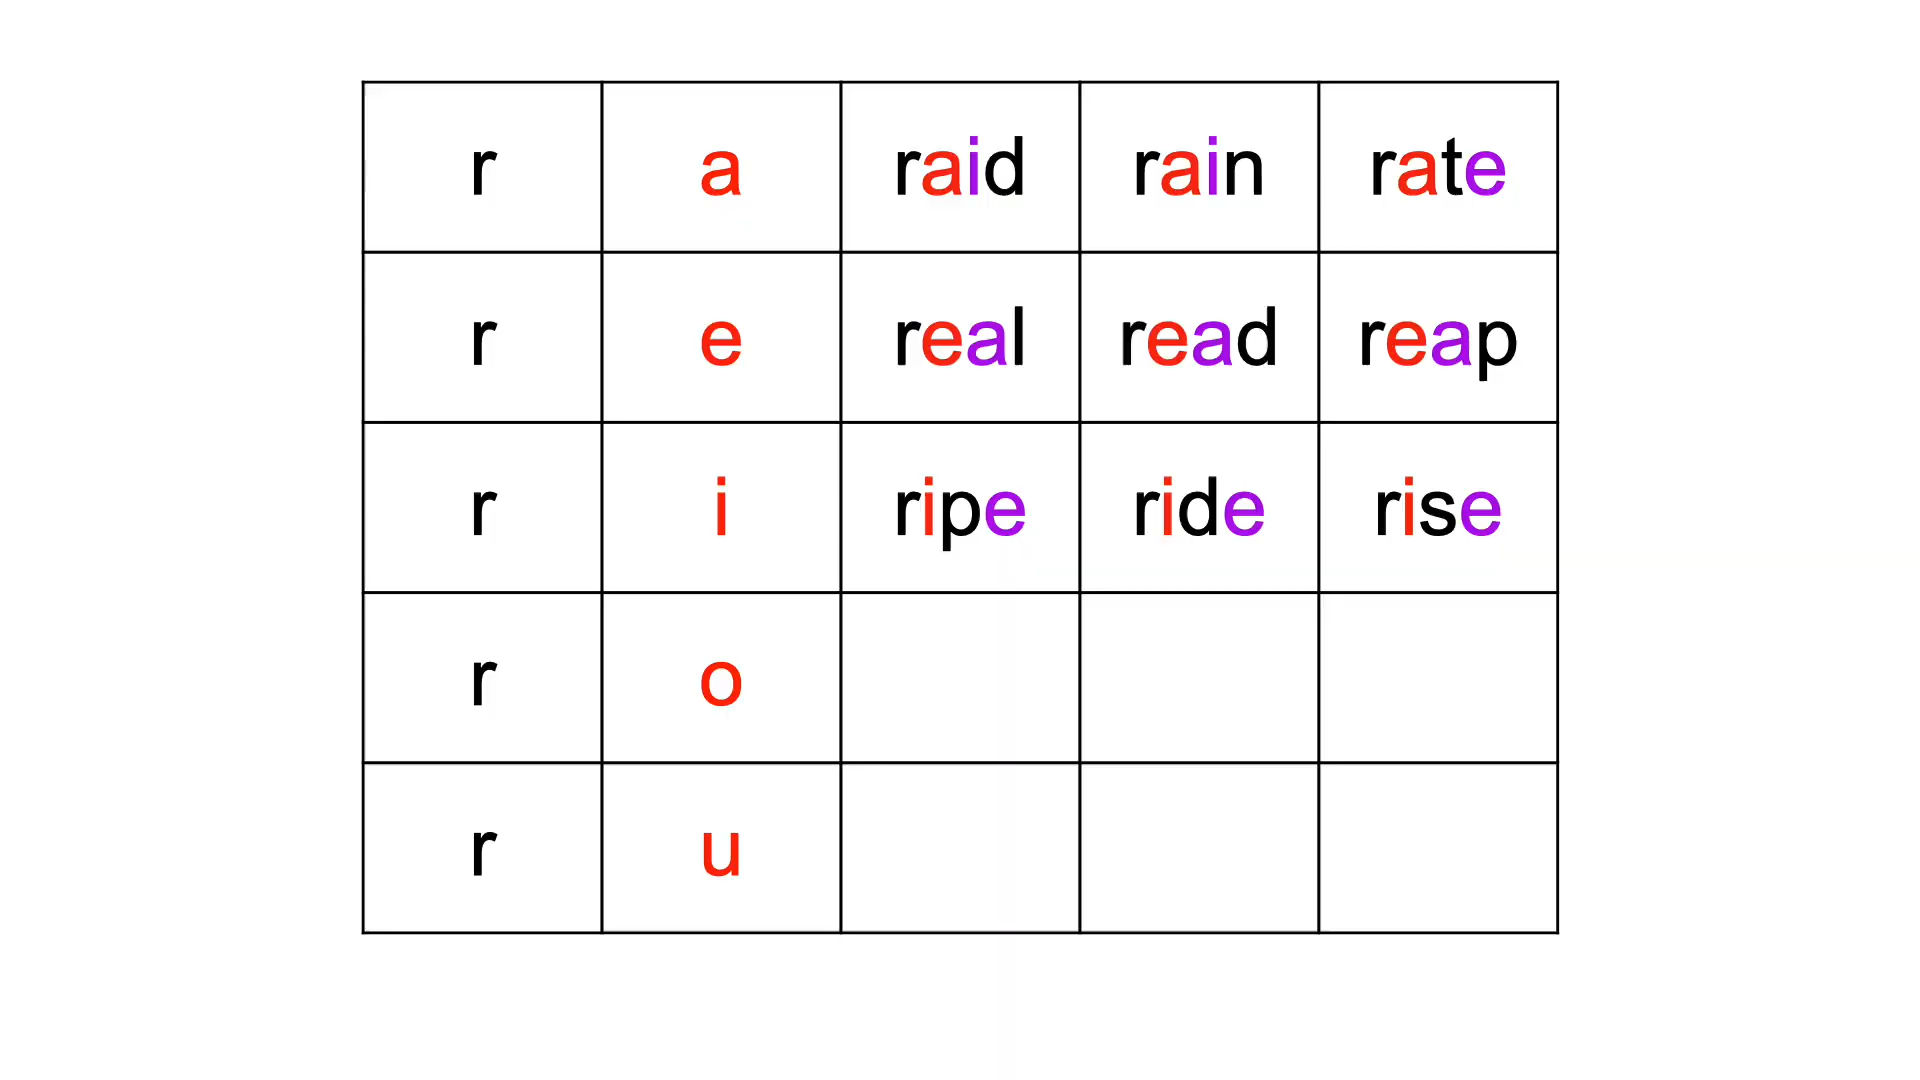 r a raid rain rate
r e real read reap
r i ripe ride rise
r o
r u